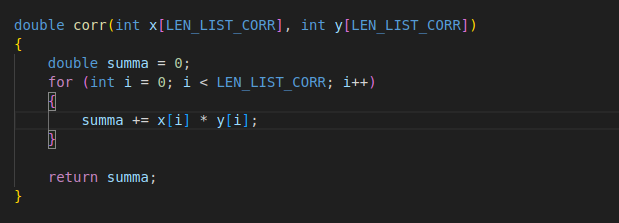 double corr(int x[LEN_LIST_CORR], int y[LEN_LIST_CORR])
{
    double summa = 0;
    for (int i = 0; i < LEN_LIST_CORR; i++)
    {
        summa += x[i] * y[i];
    }

    return summa;
}